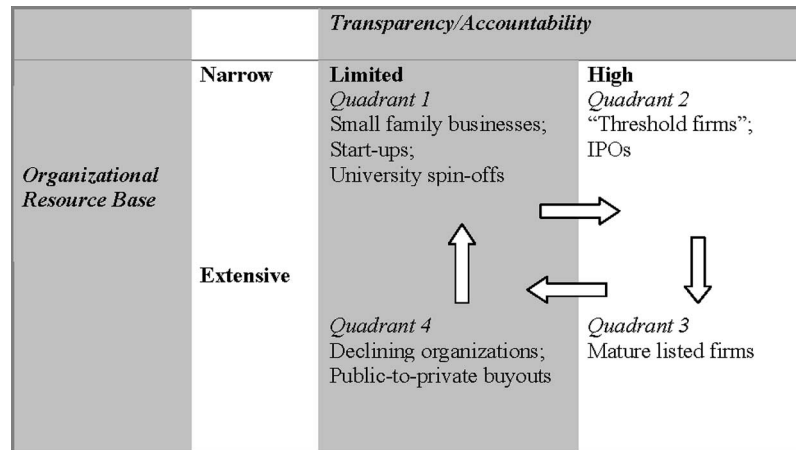 Transparency/Accountability
Narrow
Limited
High
Quadrant 1
Quadrant 2
Small family businesses;
“Threshold firms”;
Start-ups;
IPOs
Organizational
University spin-offs
Resource Base
Extensive
Quadrant 4
Quadrant 3
Declining organizations;
Mature listed firms
Public-to-private buyouts